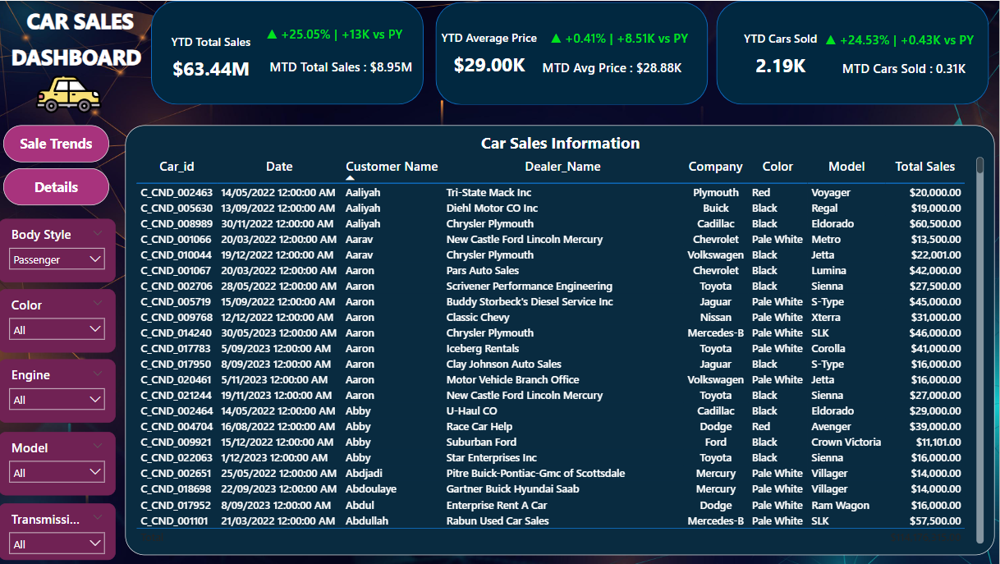 CAR SALES
DASHBOARD
YTD Total Sales
▲ +25.05% | +13K vs PY
$63.44M
MTD Total Sales : $8.95M
YTD Average Price
▲ +0.41% | +8.51K vs PY
$29.00K
MTD Avg Price : $28.88K
YTD Cars Sold
▲ +24.53% | +0.43K vs PY
2.19K
MTD Cars Sold : 0.31K
Sale Trends
Details
Body Style
Passenger
Color
All
Engine
All
Model
All
Transmissi...
All
Car Sales Information
Car_id Date Customer Name Dealer_Name Company Color Model Total Sales
C_CND_002463 14/05/2022 12:00:00 AM Aaliyah Tri-State Mack Inc Plymouth Red Voyager $20,000.00
C_CND_005630 13/09/2022 12:00:00 AM Aaliyah Diehl Motor CO Inc Buick Black Regal $19,000.00
C_CND_008989 30/11/2022 12:00:00 AM Aaliyah Chrysler Plymouth Cadillac Black Eldorado $60,500.00
C_CND_001066 20/03/2022 12:00:00 AM Aarav New Castle Ford Lincoln Mercury Chevrolet Pale White Metro $13,500.00
C_CND_010044 19/12/2022 12:00:00 AM Aarav Chrysler Plymouth Volkswagen Black Jetta $22,001.00
C_CND_001067 20/03/2022 12:00:00 AM Aaron Pars Auto Sales Chevrolet Black Lumina $42,000.00
C_CND_002706 28/05/2022 12:00:00 AM Aaron Scrivener Performance Engineering Toyota Black Sienna $27,500.00
C_CND_005719 15/09/2022 12:00:00 AM Aaron Buddy Storbeck's Diesel Service Inc Jaguar Pale White S-Type $45,000.00
C_CND_009768 12/12/2022 12:00:00 AM Aaron Classic Chevy Nissan Pale White Xterra $31,000.00
C_CND_014240 30/05/2023 12:00:00 AM Aaron Chrysler Plymouth Mercedes-B Pale White SLK $46,000.00
C_CND_017783 5/09/2023 12:00:00 AM Aaron Iceberg Rentals Toyota Pale White Corolla $41,000.00
C_CND_017950 8/09/2023 12:00:00 AM Aaron Clay Johnson Auto Sales Jaguar Black S-Type $16,000.00
C_CND_020461 5/11/2023 12:00:00 AM Aaron Motor Vehicle Branch Office Volkswagen Pale White Jetta $16,000.00
C_CND_021244 19/11/2023 12:00:00 AM Aaron New Castle Ford Lincoln Mercury Toyota Black Sienna $27,000.00
C_CND_002464 14/05/2022 12:00:00 AM Abby U-Haul CO Cadillac Black Eldorado $29,000.00
C_CND_004704 16/08/2022 12:00:00 AM Abby Race Car Help Dodge Red Avenger $39,000.00
C_CND_009921 15/12/2022 12:00:00 AM Abby Suburban Ford Ford Black Crown Victoria $11,101.00
C_CND_022063 1/12/2023 12:00:00 AM Abby Star Enterprises Inc Toyota Black Sienna $16,000.00
C_CND_002651 25/05/2022 12:00:00 AM Abdjadi Pitre Buick-Pontiac-Gmc of Scottsdale Mercury Pale White Villager $14,000.00
C_CND_018698 22/09/2023 12:00:00 AM Abdoulaye Gartner Buick Hyundai Saab Mercury Pale White Villager $14,000.00
C_CND_017952 8/09/2023 12:00:00 AM Abdul Enterprise Rent A Car Dodge Pale White Ram Wagon $16,000.00
C_CND_001101 21/03/2022 12:00:00 AM Abdullah Rabun Used Car Sales Mercedes-B Pale White SLK $57,500.00